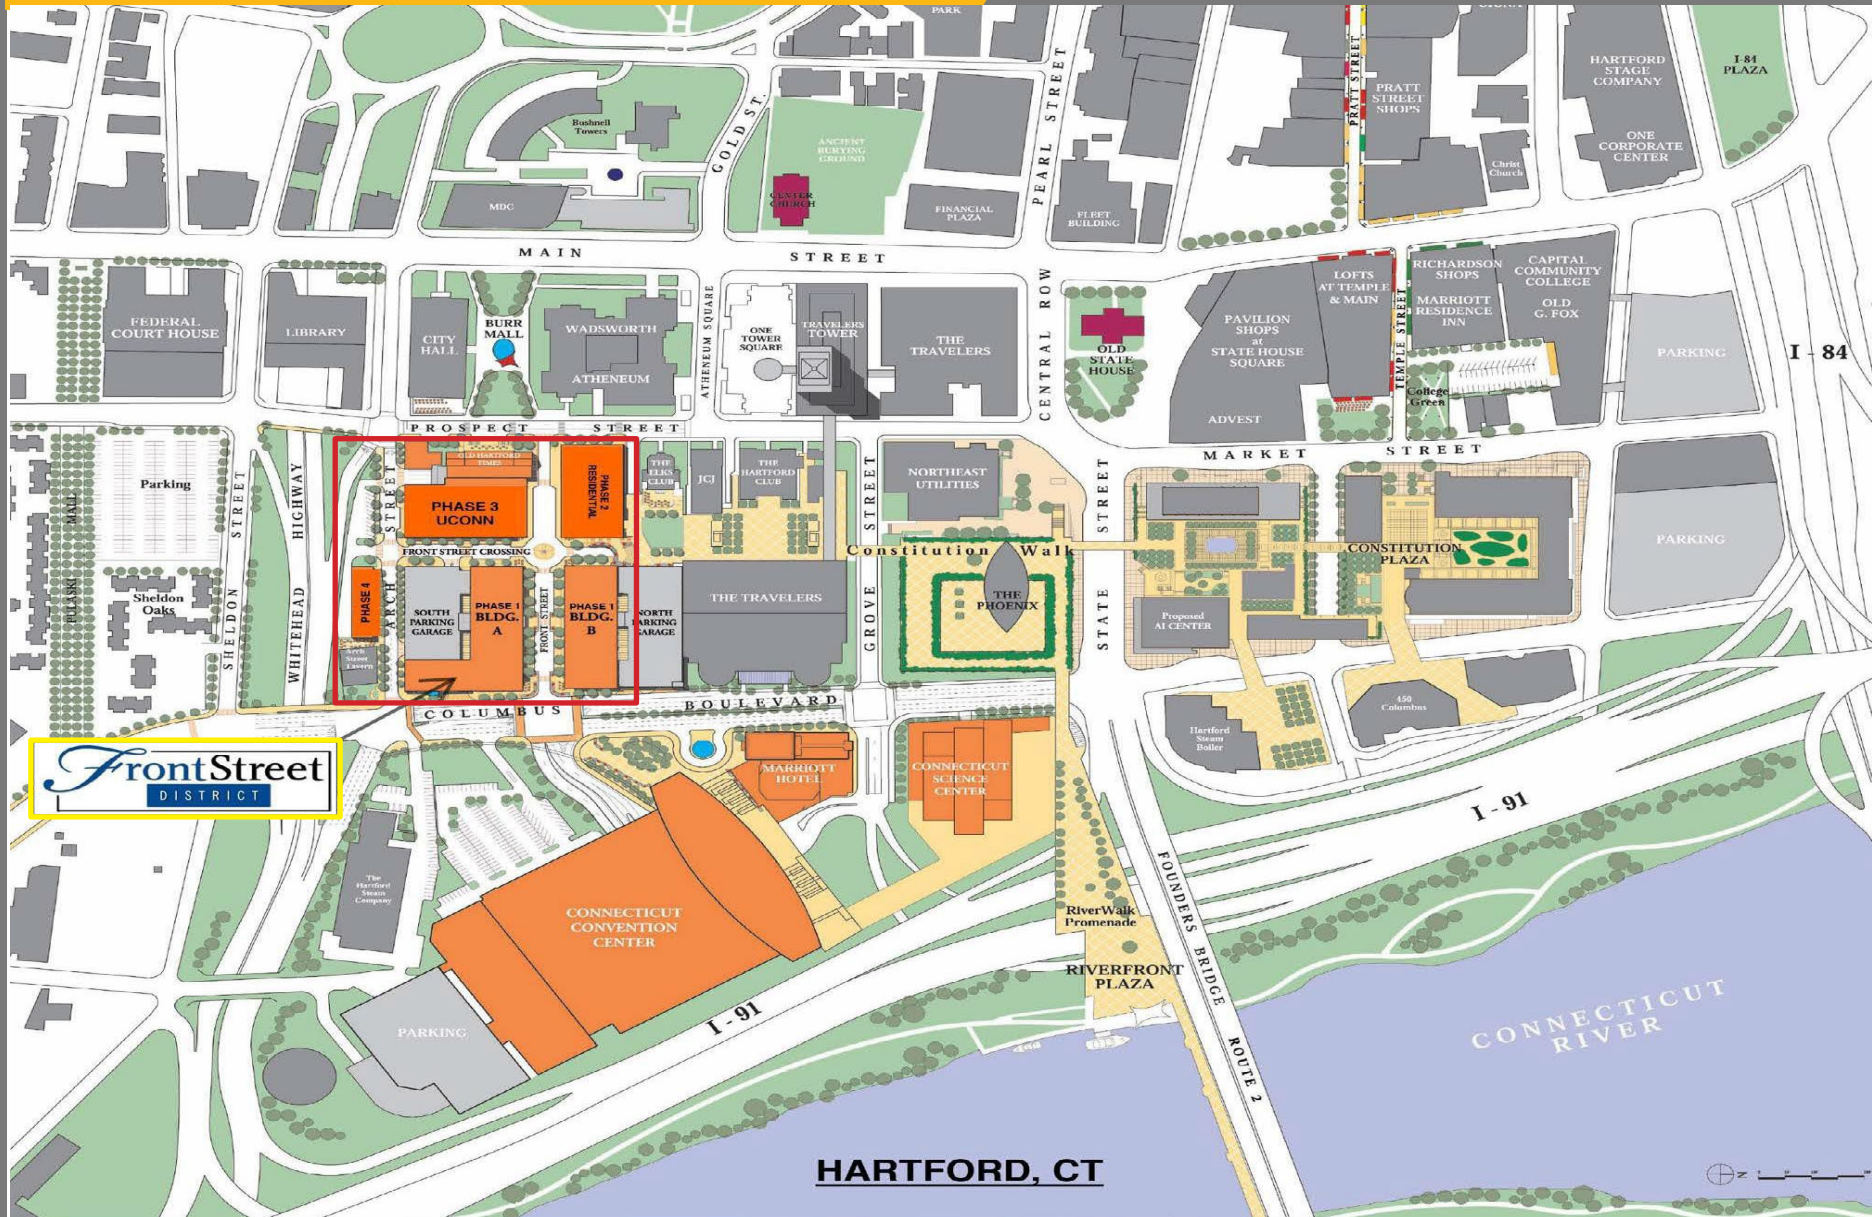 PARK
CIGNA
Bushnell
Towers
GOLD ST.
ANCIENT
BURYING
GROUND
CENTER
CHURCH
MDC
FINANCIAL
PLAZA
PEARL STREET
FLEET
BUILDING
PRATT STREET
PRATT
STREET
SHOPS
Christ
Church
HARTFORD
STAGE
COMPANY
ONE
CORPORATE
CENTER
I-84
PLAZA
MAIN STREET
FEDERAL
COURT HOUSE
LIBRARY
CITY
HALL
BURR
MALL
WADSWORTH
ATHENEUM
ATHENEUM SQUARE
ONE
TOWER
SQUARE
TRAVELERS
TOWER
THE
TRAVELERS
CENTRAL ROW
OLD
STATE
HOUSE
PAVILION
SHOPS
at
STATE HOUSE
SQUARE
ADVEST
LOFTS
AT TEMPLE
& MAIN
TEMPLE STREET
RICHARDSON
SHOPS
MARRIOTT
RESIDENCE
INN
CAPITAL
COMMUNITY
COLLEGE
OLD
G. FOX
College
Green
PARKING
I - 84
PROSPECT STREET
MARKET STREET
Parking
PULASKI MALL
Sheldon
Oaks
SHELDON STREET
WHITEHEAD HIGHWAY
ARCH STREET
OLD HARTFORD
TIMES
PHASE 3
UCONN
PHASE 2
RESIDENTIAL
FRONT STREET CROSSING
PHASE 4
Arch
Street
Tavern
SOUTH
PARKING
GARAGE
PHASE 1
BLDG.
A
FRONT STREET
PHASE 1
BLDG.
B
NORTH
PARKING
GARAGE
THE
ELKS
CLUB
JCJ
THE
HARTFORD
CLUB
THE TRAVELERS
GROVE STREET
NORTHEAST
UTILITIES
Constitution Walk
THE
PHOENIX
STATE STREET
CONSTITUTION
PLAZA
Proposed
AI CENTER
PARKING
COLUMBUS BOULEVARD
Hartford
Steam
Boiler
450
Columbus
FrontStreet
DISTRICT
MARRIOTT
HOTEL
CONNECTICUT
SCIENCE
CENTER
The
Hartford
Steam
Company
CONNECTICUT
CONVENTION
CENTER
PARKING
I - 91
I - 91
RiverWalk
Promenade
RIVERFRONT
PLAZA
FOUNDERS BRIDGE ROUTE 2
CONNECTICUT
RIVER
HARTFORD, CT
N